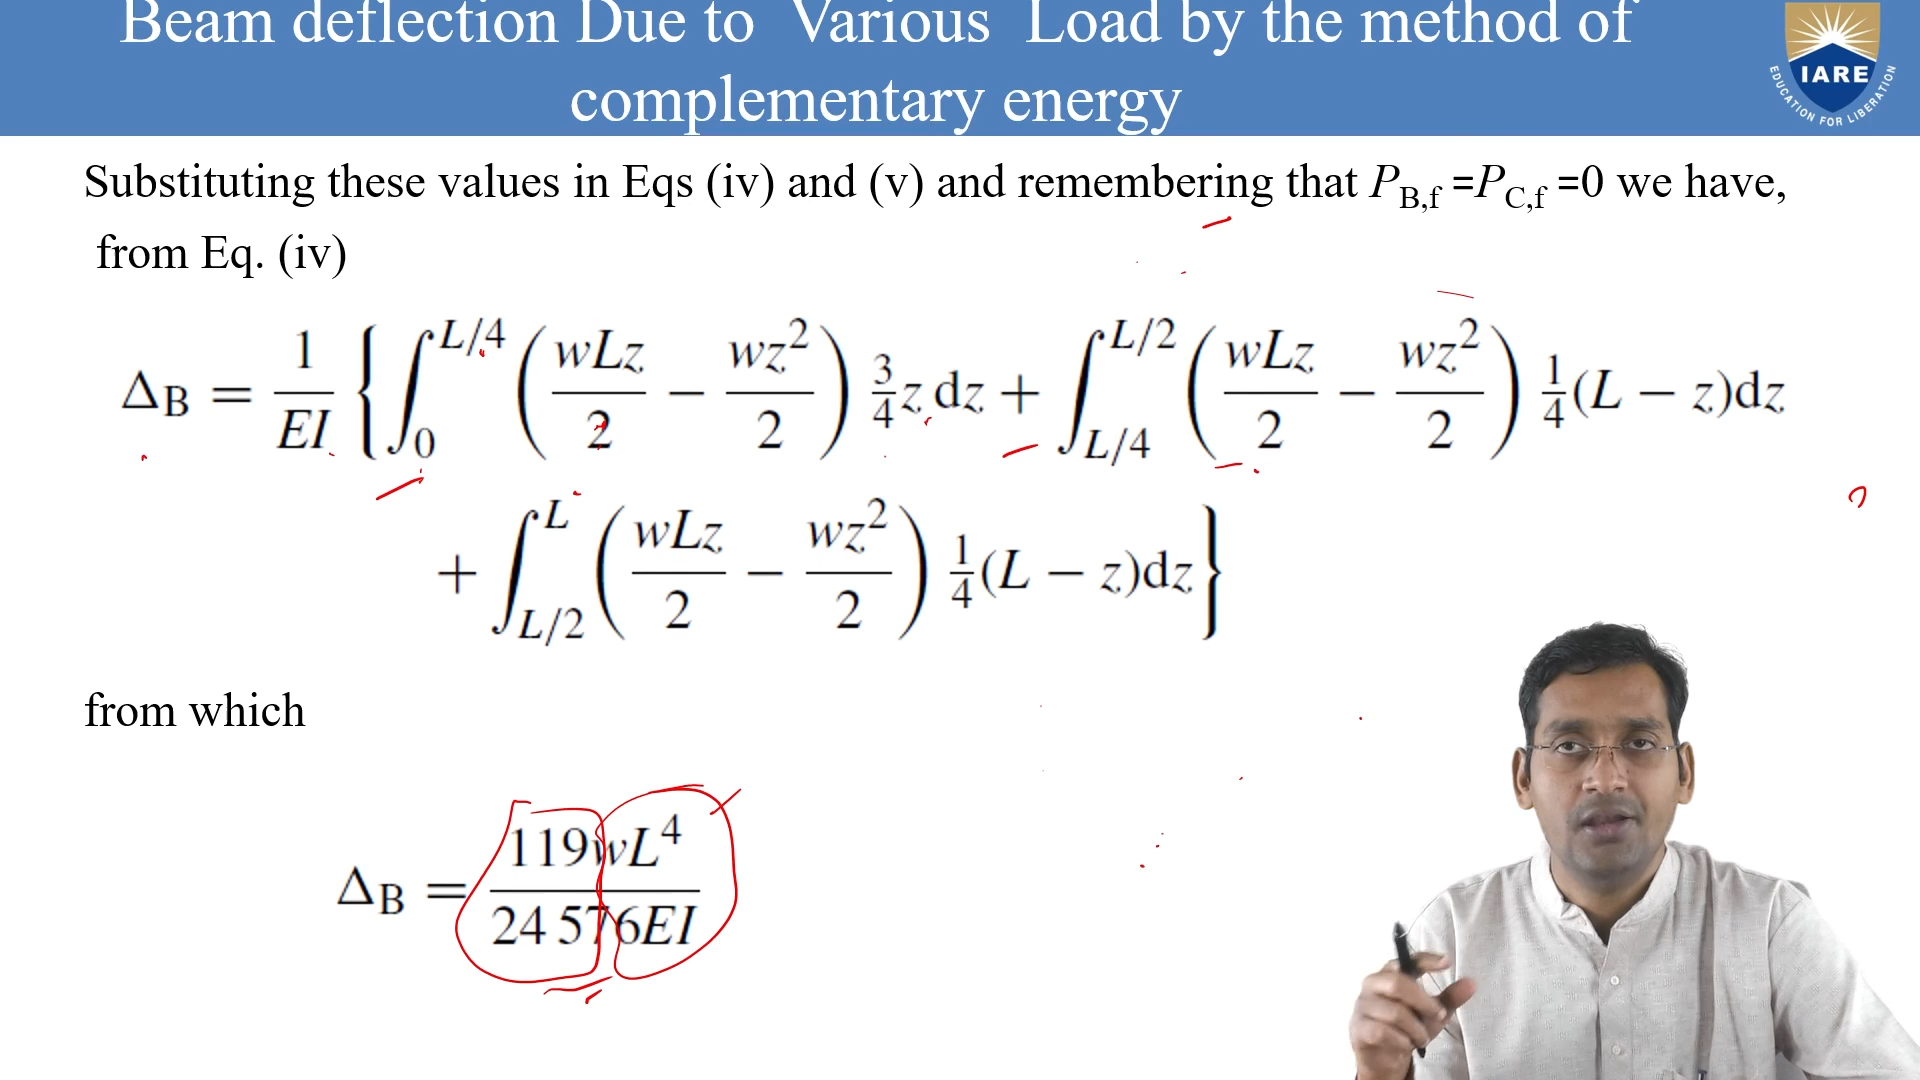 Beam deflection Due to Various Load by the method of
complementary energy
IARE
EDUCATION FOR LIBERATION
Substituting these values in Eqs (iv) and (v) and remembering that P_B,f =P_C,f =0 we have,
from Eq. (iv)
Δ_B = 1/EI { ∫_0^{L/4} ( wLz/2 − wz²/2 ) 3/4 z dz + ∫_{L/4}^{L/2} ( wLz/2 − wz²/2 ) 1/4 (L − z)dz
+ ∫_{L/2}^{L} ( wLz/2 − wz²/2 ) 1/4 (L − z)dz }
from which
Δ_B = 119wL⁴ / 24 576EI